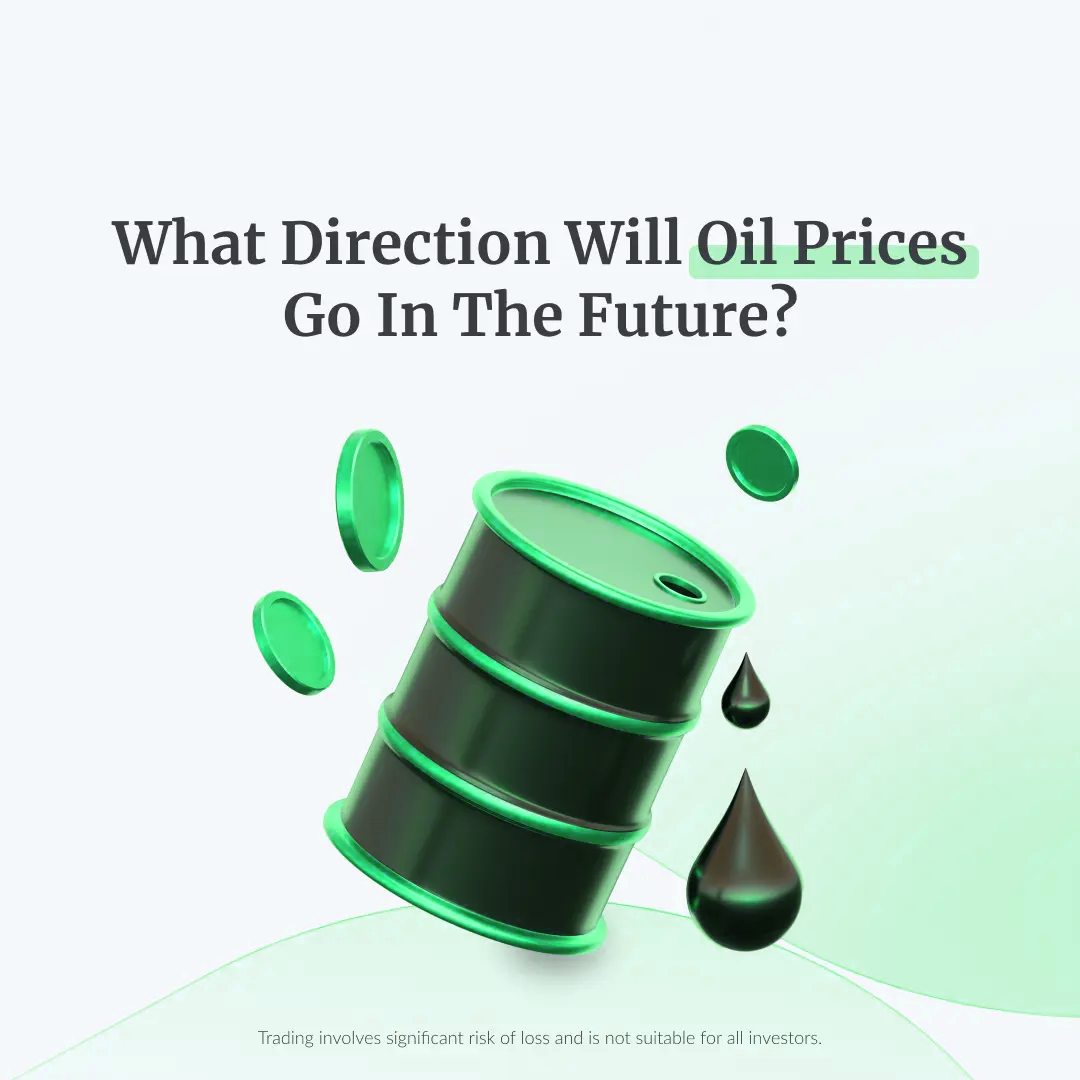 What Direction Will Oil Prices
Go In The Future?
Trading involves significant risk of loss and is not suitable for all investors.